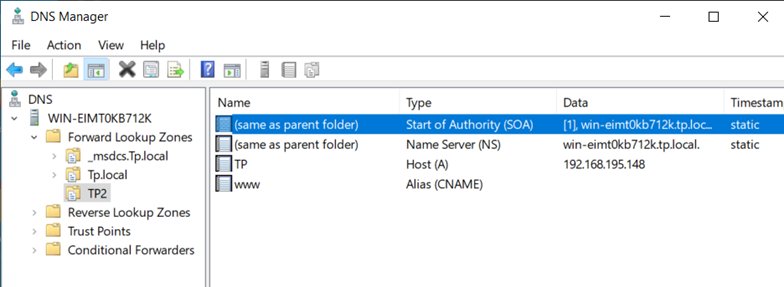 DNS Manager
File Action View Help
DNS
WIN-EIMT0KB712K
Forward Lookup Zones
_msdcs.Tp.local
Tp.local
TP2
Reverse Lookup Zones
Trust Points
Conditional Forwarders
Name Type Data Timestam
(same as parent folder) Start of Authority (SOA) [1], win-eimt0kb712k.tp.loc... static
(same as parent folder) Name Server (NS) win-eimt0kb712k.tp.local. static
TP Host (A) 192.168.195.148
www Alias (CNAME)